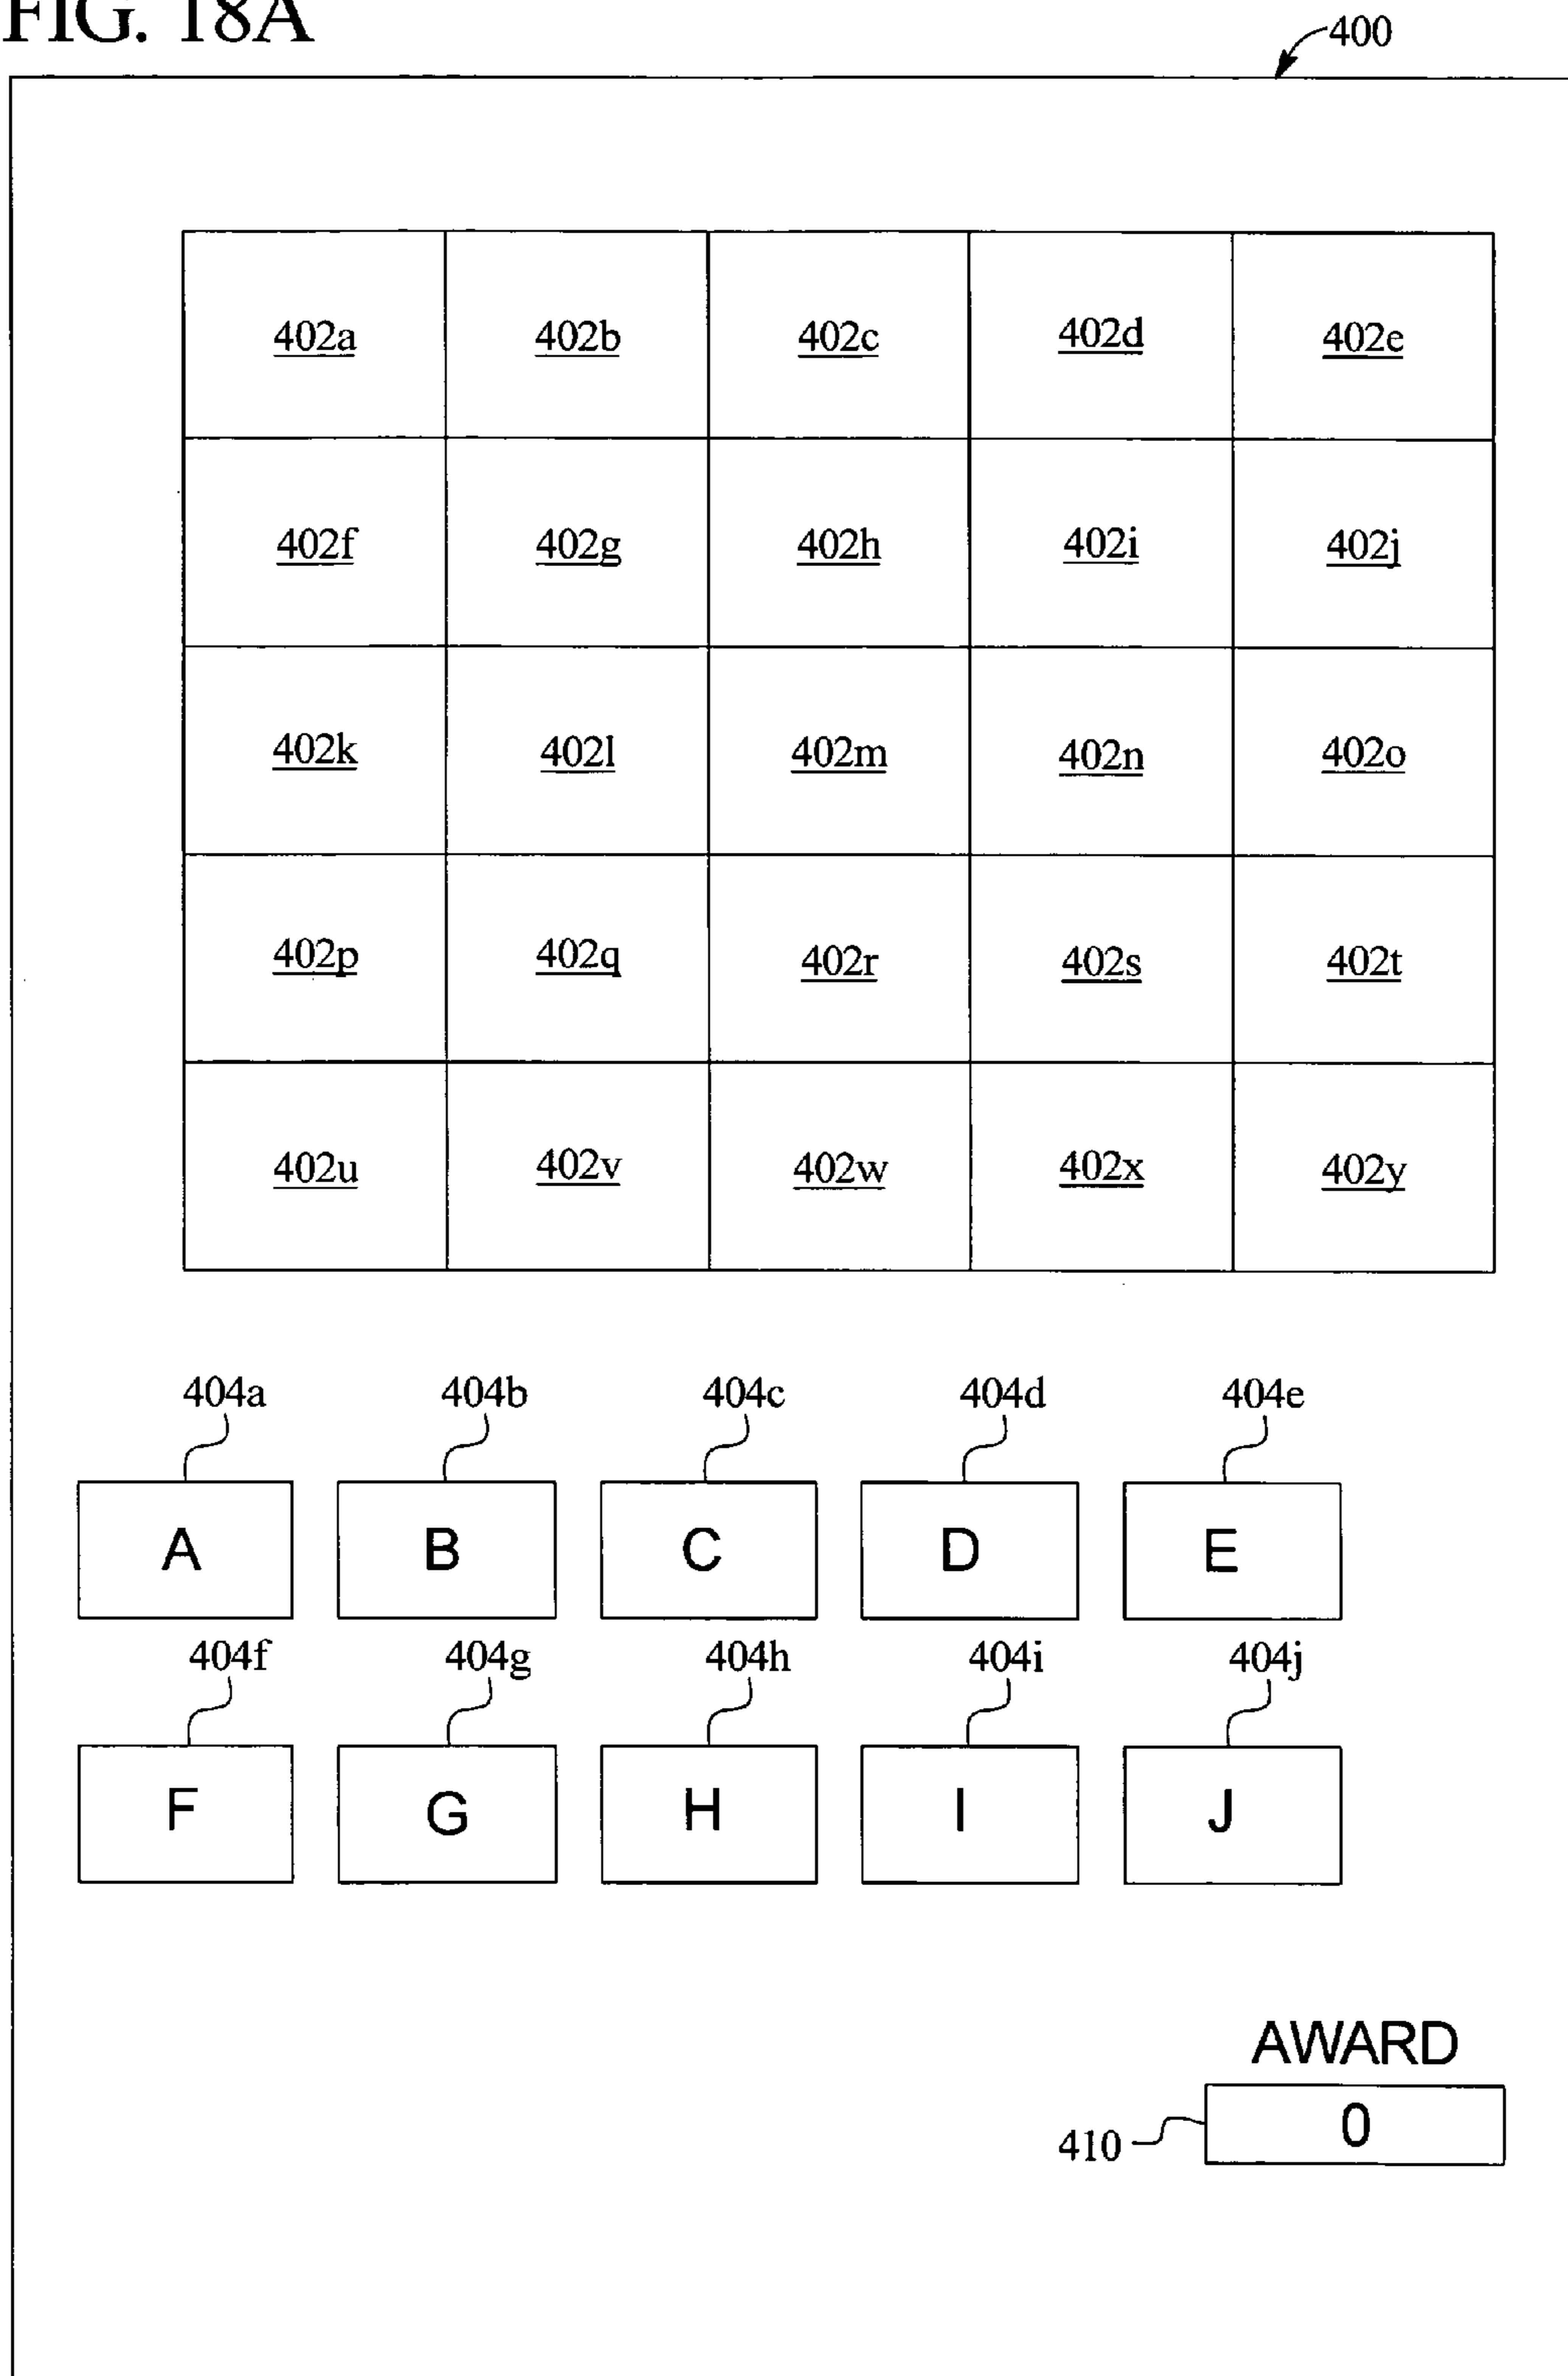 FIG. 18A
400
402a 402b 402c 402d 402e
402f 402g 402h 402i 402j
402k 402l 402m 402n 402o
402p 402q 402r 402s 402t
402u 402v 402w 402x 402y
404a 404b 404c 404d 404e
A B C D E
404f 404g 404h 404i 404j
F G H I J
AWARD
410 0